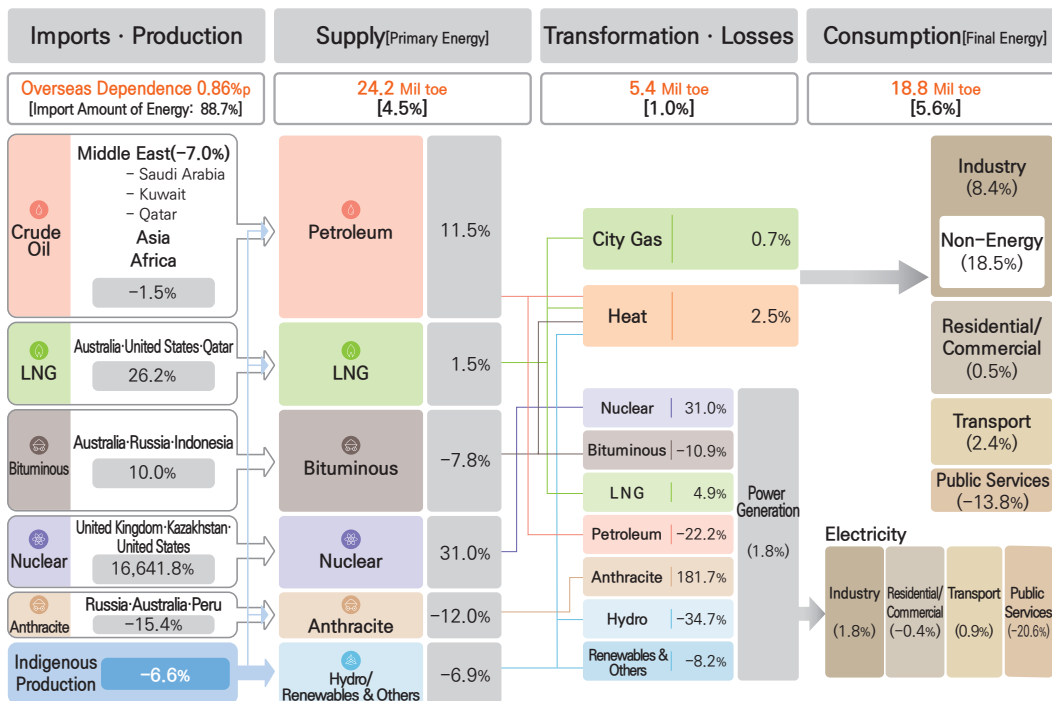 Imports · Production
Supply[Primary Energy]
Transformation · Losses
Consumption[Final Energy]
Overseas Dependence 0.86%p
[Import Amount of Energy: 88.7%]
24.2 Mil toe
[4.5%]
5.4 Mil toe
[1.0%]
18.8 Mil toe
[5.6%]
Crude
Oil
Middle East(-7.0%)
- Saudi Arabia
- Kuwait
- Qatar
Asia
Africa
-1.5%
LNG
Australia·United States·Qatar
26.2%
Bituminous
Australia·Russia·Indonesia
10.0%
Nuclear
United Kingdom·Kazakhstan·
United States
16,641.8%
Anthracite
Russia·Australia·Peru
-15.4%
Indigenous
Production
-6.6%
Petroleum
11.5%
LNG
1.5%
Bituminous
-7.8%
Nuclear
31.0%
Anthracite
-12.0%
Hydro/
Renewables & Others
-6.9%
City Gas
0.7%
Heat
2.5%
Nuclear
31.0%
Bituminous
-10.9%
LNG
4.9%
Petroleum
-22.2%
Anthracite
181.7%
Hydro
-34.7%
Renewables &
Others
-8.2%
Power
Generation
(1.8%)
Industry
(8.4%)
Non-Energy
(18.5%)
Residential/
Commercial
(0.5%)
Transport
(2.4%)
Public Services
(-13.8%)
Electricity
Industry
(1.8%)
Residential/
Commercial
(-0.4%)
Transport
(0.9%)
Public
Services
(-20.6%)